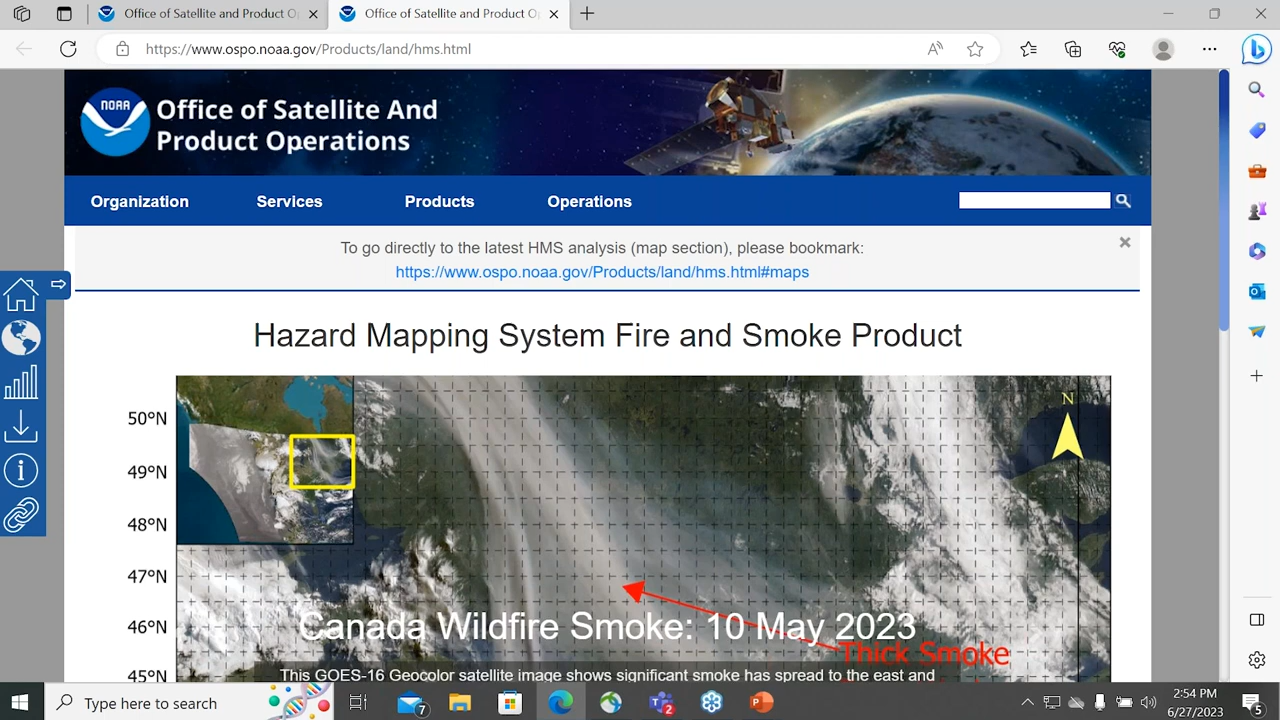 Office of Satellite and Product O
Office of Satellite and Product O
https://www.ospo.noaa.gov/Products/land/hms.html
NOAA
Office of Satellite And
Product Operations
Organization
Services
Products
Operations
To go directly to the latest HMS analysis (map section), please bookmark:
https://www.ospo.noaa.gov/Products/land/hms.html#maps
Hazard Mapping System Fire and Smoke Product
N
50°N
49°N
48°N
47°N
46°N
45°N
Canada Wildfire Smoke: 10 May 2023
Thick Smoke
This GOES-16 Geocolor satellite image shows significant smoke has spread to the east and
Type here to search
7
2
2:54 PM
6/27/2023
5